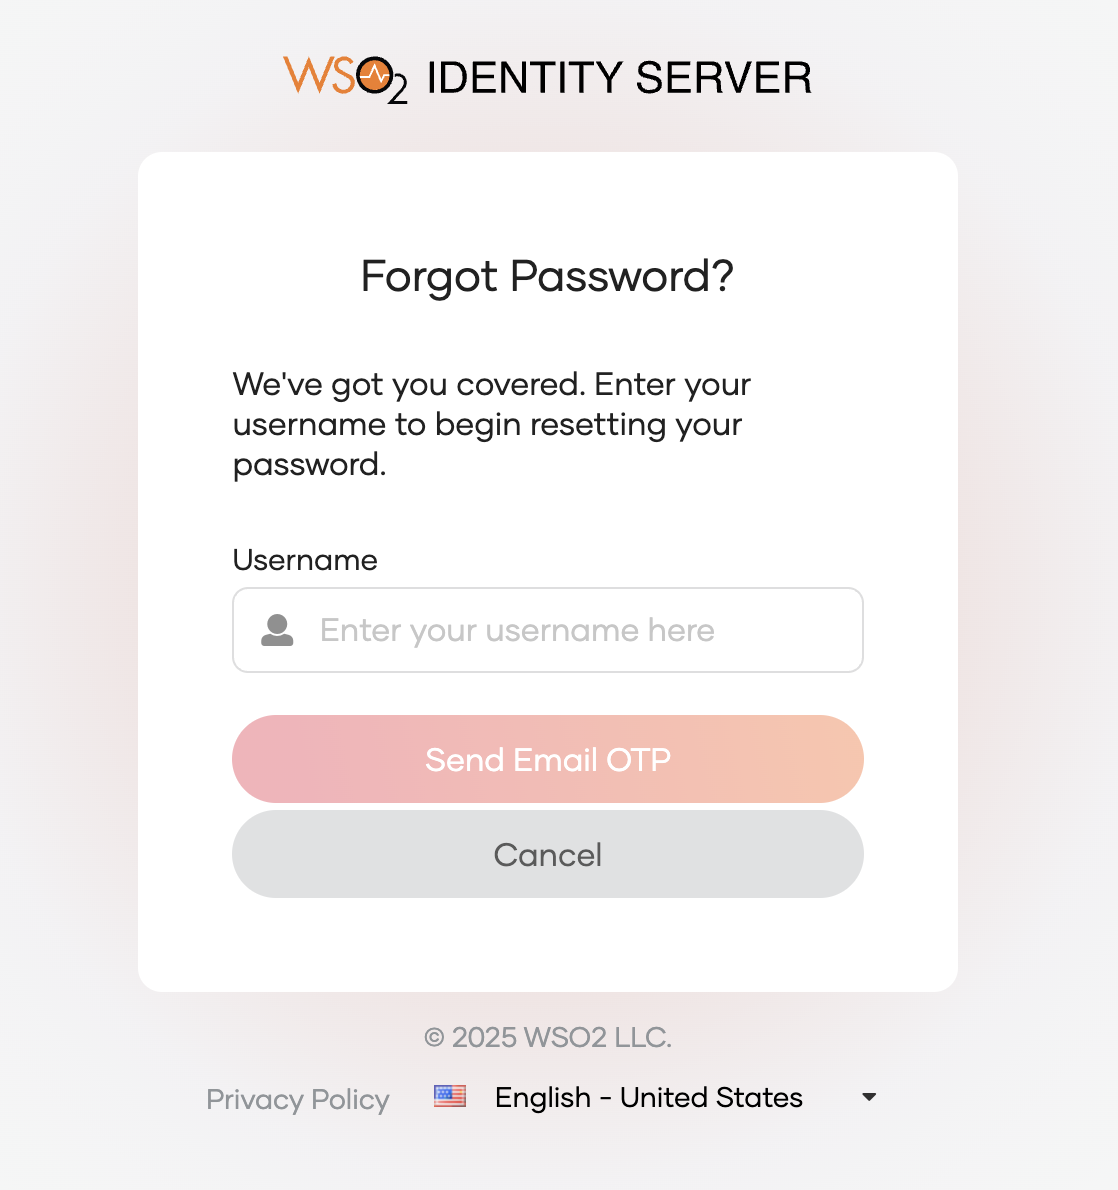 WSO2 IDENTITY SERVER
Forgot Password?
We've got you covered. Enter your
username to begin resetting your
password.
Username
Enter your username here
Send Email OTP
Cancel
© 2025 WSO2 LLC.
Privacy Policy English - United States